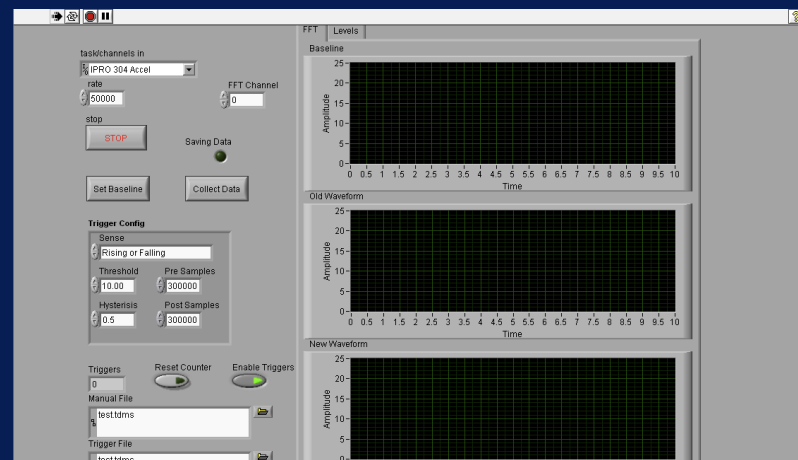 FFT Levels
task/channels in
IPRO 304 Accel
rate
50000
FFT Channel
0
stop
STOP
Saving Data
Set Baseline
Collect Data
Trigger Config
Sense
Rising or Falling
Threshold
10.00
Pre Samples
300000
Hysterisis
0.5
Post Samples
300000
Triggers
0
Reset Counter
Enable Triggers
Manual File
test.tdms
Trigger File
test.tdms
Baseline
Amplitude
25
20
15
10
5
0
0 0.5 1 1.5 2 2.5 3 3.5 4 4.5 5 5.5 6 6.5 7 7.5 8 8.5 9 9.5 10
Time
Old Waveform
Amplitude
25
20
15
10
5
0
0 0.5 1 1.5 2 2.5 3 3.5 4 4.5 5 5.5 6 6.5 7 7.5 8 8.5 9 9.5 10
Time
New Waveform
Amplitude
25
20
15
10
5
0